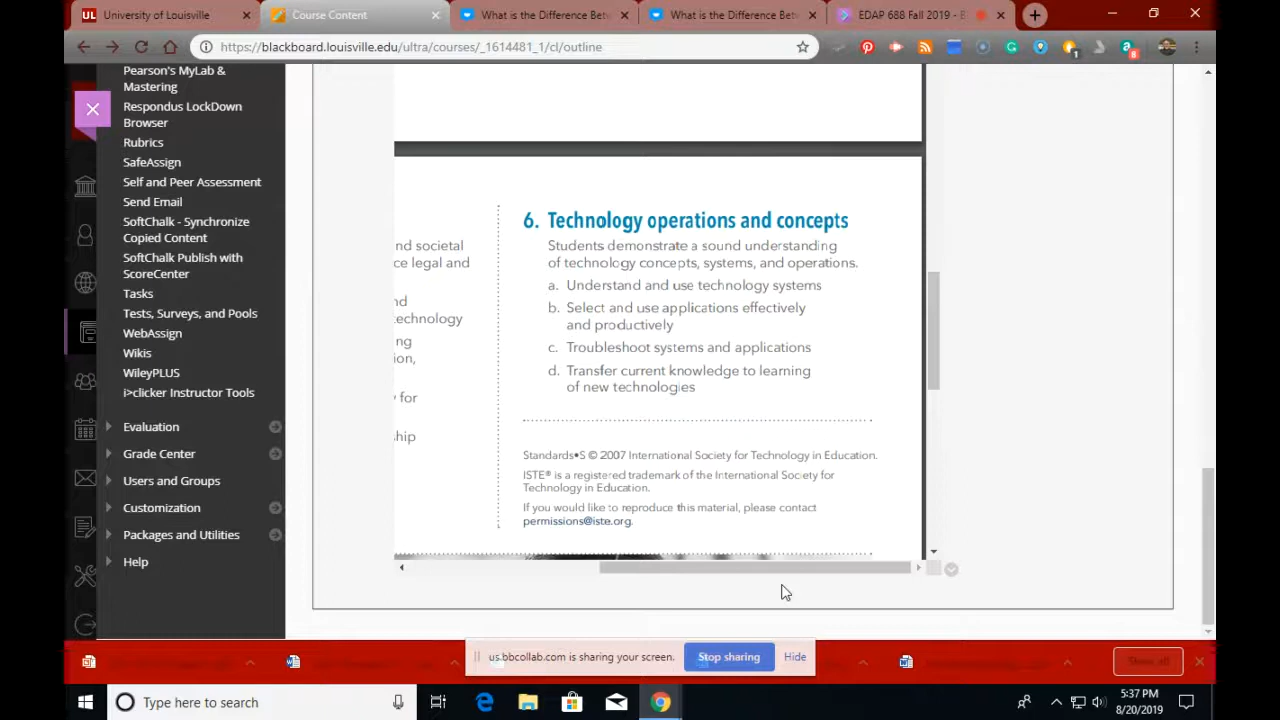 University of Louisville
Course Content
What is the Difference Betw
What is the Difference Betw
EDAP 688 Fall 2019 - B
https://blackboard.louisville.edu/ultra/courses/_1614481_1/cl/outline
Pearson's MyLab &
Mastering
Respondus LockDown
Browser
Rubrics
SafeAssign
Self and Peer Assessment
Send Email
SoftChalk - Synchronize
Copied Content
SoftChalk Publish with
ScoreCenter
Tasks
Tests, Surveys, and Pools
WebAssign
Wikis
WileyPLUS
i>clicker Instructor Tools
Evaluation
Grade Center
Users and Groups
Customization
Packages and Utilities
Help
nd societal
ce legal and
nd
technology
ng
ion,
y for
ship
6. Technology operations and concepts
Students demonstrate a sound understanding
of technology concepts, systems, and operations.
a. Understand and use technology systems
b. Select and use applications effectively
and productively
c. Troubleshoot systems and applications
d. Transfer current knowledge to learning
of new technologies
Standards•S © 2007 International Society for Technology in Education.
ISTE® is a registered trademark of the International Society for
Technology in Education.
If you would like to reproduce this material, please contact
permissions@iste.org.
us.bbcollab.com is sharing your screen.
Stop sharing
Hide
Show all
Type here to search
5:37 PM
8/20/2019